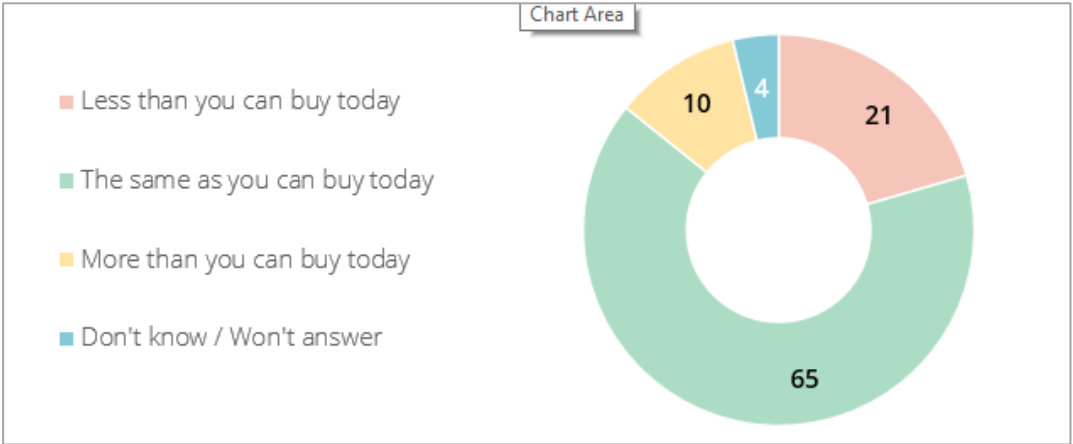 Chart Area
Less than you can buy today
The same as you can buy today
More than you can buy today
Don't know / Won't answer
4
10
21
65